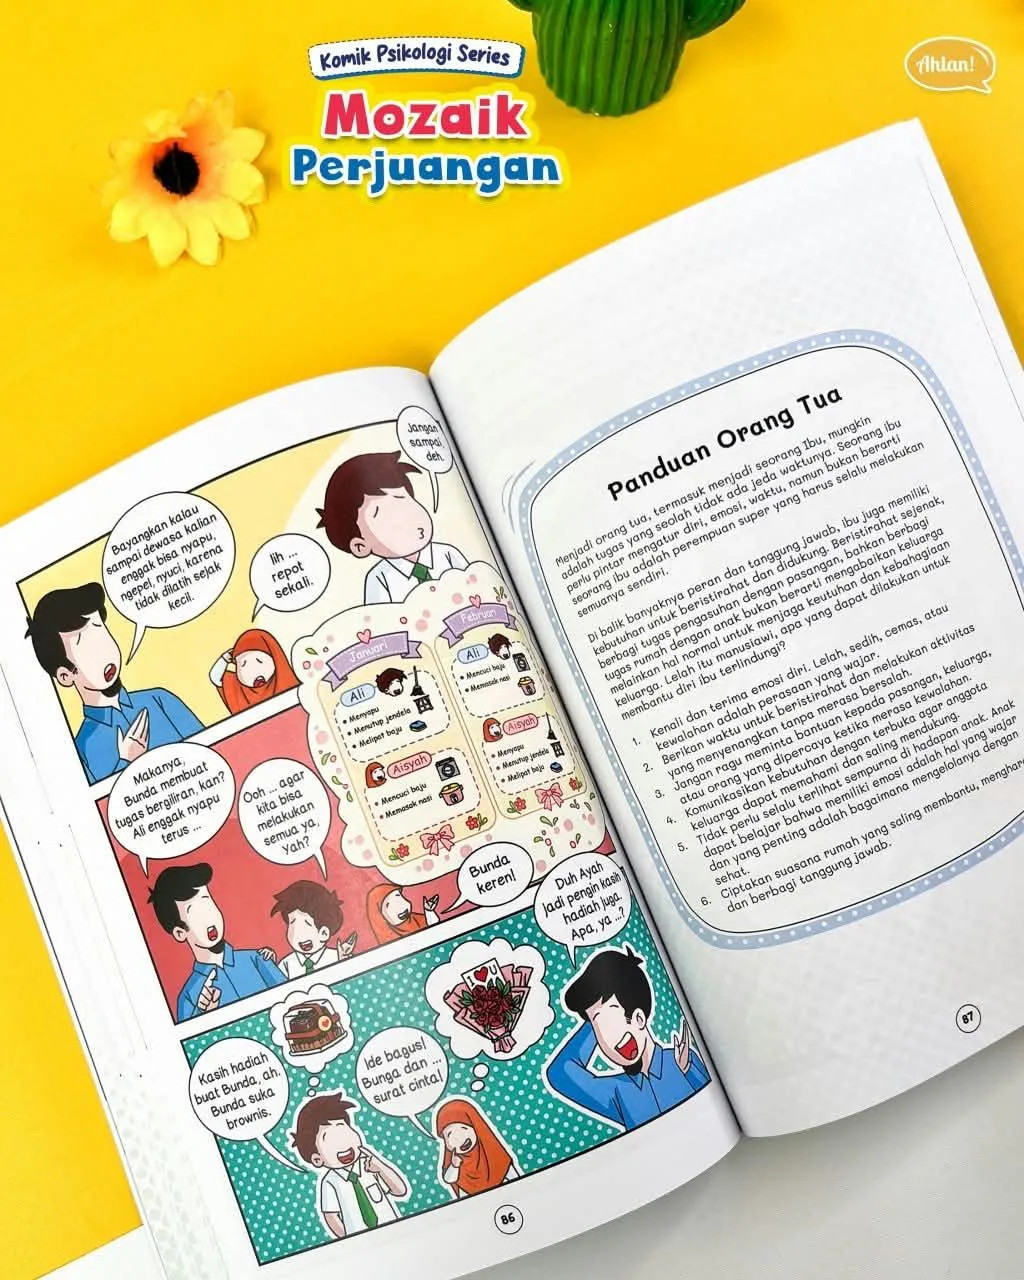 Komik Psikologi Series
Mozaik
Perjuangan
Ahlan!
Jangan
sampai
deh.
Bayangkan kalau
sampai dewasa kalian
enggak bisa nyapu,
ngepel, nyuci, karena
tidak dilatih sejak
kecil.
Iih ...
repot
sekali.
Januari
Ali
• Menyapu
• Menutup jendela
• Melipat baju
Aisyah
• Mencuci baju
• Memasak nasi
Februari
Ali
• Mencuci baju
• Memasak nasi
Aisyah
• Menyapu
• Menutup jendela
• Melipat baju
Makanya,
Bunda membuat
tugas bergiliran, kan?
Ali enggak nyapu
terus ...
Ooh ... agar
kita bisa
melakukan
semua ya,
yah?
Bunda
keren!
Duh Ayah
jadi pengin kasih
hadiah juga.
Apa, ya ...?
I U
Kasih hadiah
buat Bunda, ah.
Bunda suka
brownis.
Ide bagus!
Bunga dan ...
surat cinta!
86
Panduan Orang Tua
Menjadi orang tua, termasuk menjadi seorang Ibu, mungkin
adalah tugas yang seolah tidak ada jeda waktunya. Seorang ibu
perlu pintar mengatur diri, emosi, waktu, namun bukan berarti
seorang ibu adalah perempuan super yang harus selalu melakukan
semuanya sendiri.
Di balik banyaknya peran dan tanggung jawab, ibu juga memiliki
kebutuhan untuk beristirahat dan didukung. Beristirahat sejenak,
berbagi tugas pengasuhan dengan pasangan, bahkan berbagi
tugas rumah dengan anak bukan berarti mengabaikan keluarga
melainkan hal normal untuk menjaga keutuhan dan kebahagiaan
keluarga. Lelah itu manusiawi, apa yang dapat dilakukan untuk
membantu diri ibu terlindungi?
1. Kenali dan terima emosi diri. Lelah, sedih, cemas, atau
kewalahan adalah perasaan yang wajar.
2. Berikan waktu untuk beristirahat dan melakukan aktivitas
yang menyenangkan tanpa merasa bersalah.
3. Jangan ragu meminta bantuan kepada pasangan, keluarga,
atau orang yang dipercaya ketika merasa kewalahan.
4. Komunikasikan kebutuhan dengan terbuka agar anggota
keluarga dapat memahami dan saling mendukung.
5. Tidak perlu selalu terlihat sempurna di hadapan anak. Anak
dapat belajar bahwa memiliki emosi adalah hal yang wajar
dan yang penting adalah bagaimana mengelolanya dengan
sehat.
6. Ciptakan suasana rumah yang saling membantu,
dan berbagi tanggung jawab.
87